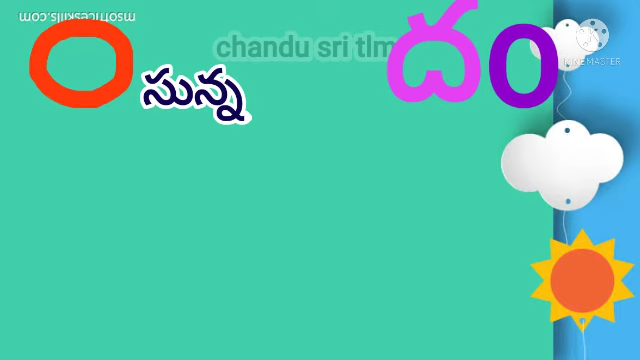 msofficeskills.com
chandu sri tlm
KINEMASTER
ం సున్న దం